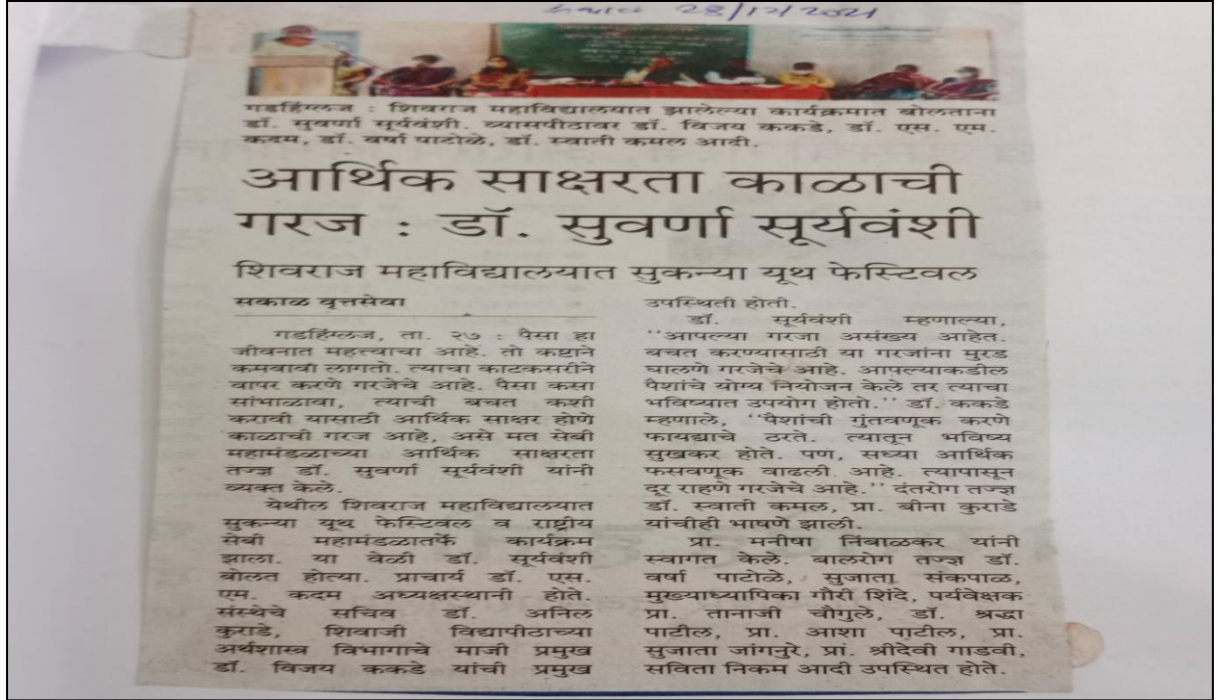 28/12/2021
गडहिंग्लज : शिवराज महाविद्यालयात झालेल्या कार्यक्रमात बोलताना
डॉ. सुवर्णा सूर्यवंशी. व्यासपीठावर डॉ. विजय ककडे, डॉ. एस. एम.
कदम, डॉ. वर्षा पाटोळे, डॉ. स्वाती कमल आदी.
आर्थिक साक्षरता काळाची
गरज : डॉ. सुवर्णा सूर्यवंशी
शिवराज महाविद्यालयात सुकन्या यूथ फेस्टिवल
सकाळ वृत्तसेवा
गडहिंग्लज, ता. २७ : पैसा हा
जीवनात महत्त्वाचा आहे. तो कष्टाने
कमवावा लागतो. त्याचा काटकसरीने
वापर करणे गरजेचे आहे. पैसा कसा
सांभाळावा, त्याची बचत कशी
करावी यासाठी आर्थिक साक्षर होणे
काळाची गरज आहे, असे मत सेबी
महामंडळाच्या आर्थिक साक्षरता
तज्ज्ञ डॉ. सुवर्णा सूर्यवंशी यांनी
व्यक्त केले.
येथील शिवराज महाविद्यालयात
सुकन्या यूथ फेस्टिवल व राष्ट्रीय
सेबी महामंडळातर्फे कार्यक्रम
झाला. या वेळी डॉ. सूर्यवंशी
बोलत होत्या. प्राचार्य डॉ. एस.
एम. कदम अध्यक्षस्थानी होते.
संस्थेचे सचिव डॉ. अनिल
कुराडे, शिवाजी विद्यापीठाच्या
अर्थशास्त्र विभागाचे माजी प्रमुख
डॉ. विजय ककडे यांची प्रमुख
उपस्थिती होती.
डॉ. सूर्यवंशी म्हणाल्या,
''आपल्या गरजा असंख्य आहेत.
बचत करण्यासाठी या गरजांना मुरड
घालणे गरजेचे आहे. आपल्याकडील
पैशांचे योग्य नियोजन केले तर त्याचा
भविष्यात उपयोग होतो.'' डॉ. ककडे
म्हणाले, ''पैशांची गुंतवणूक करणे
फायद्याचे ठरते. त्यातून भविष्य
सुखकर होते. पण, सध्या आर्थिक
फसवणूक वाढली आहे. त्यापासून
दूर राहणे गरजेचे आहे.'' दंतरोग तज्ज्ञ
डॉ. स्वाती कमल, प्रा. बीना कुराडे
यांचीही भाषणे झाली.
प्रा. मनीषा निंबाळकर यांनी
स्वागत केले. बालरोग तज्ज्ञ डॉ.
वर्षा पाटोळे, सुजाता संकपाळ,
मुख्याध्यापिका गौरी शिंदे, पर्यवेक्षक
प्रा. तानाजी चौगुले, डॉ. श्रद्धा
पाटील, प्रा. आशा पाटील, प्रा.
सुजाता जांगनुरे, प्रां. श्रीदेवी गाडवी,
सविता निकम आदी उपस्थित होते.